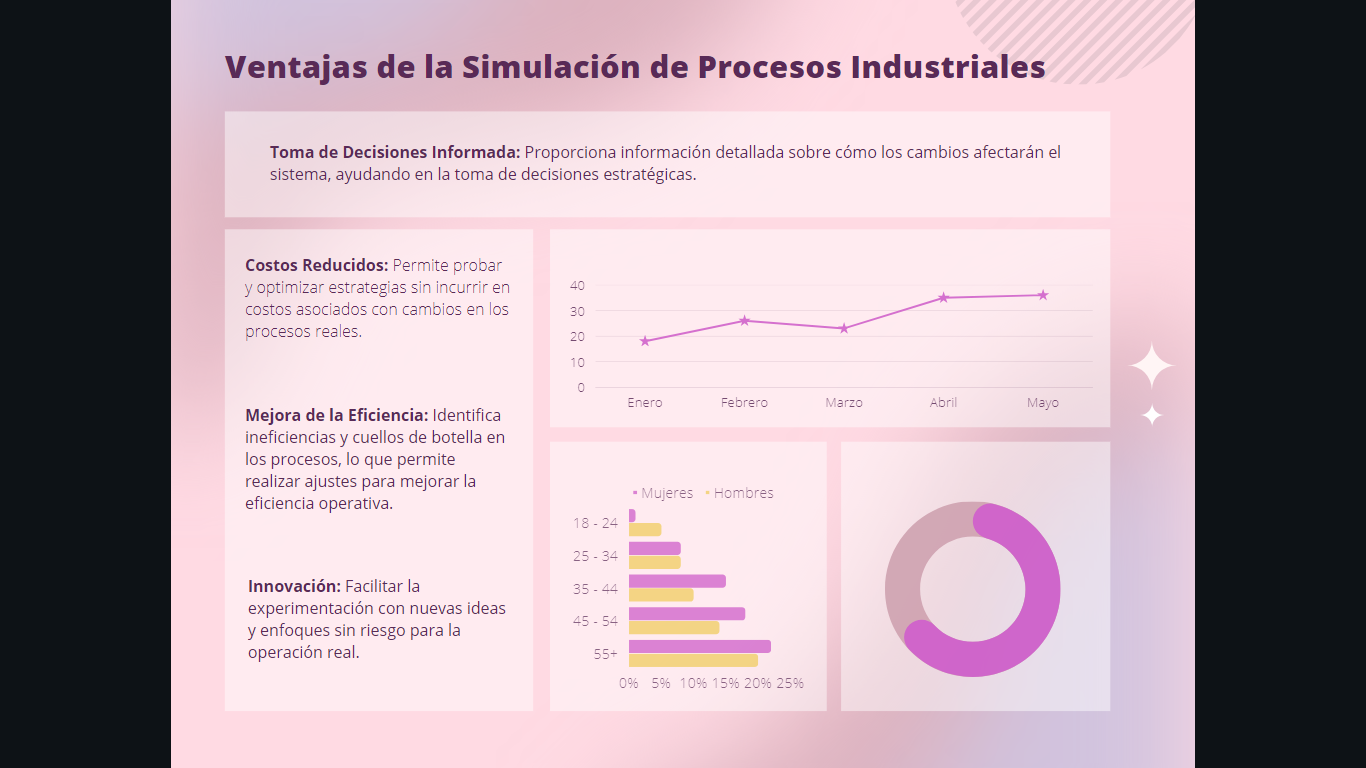 Ventajas de la Simulación de Procesos Industriales
Toma de Decisiones Informada: Proporciona información detallada sobre cómo los cambios afectarán el
sistema, ayudando en la toma de decisiones estratégicas.
Costos Reducidos: Permite probar
y optimizar estrategias sin incurrir en
costos asociados con cambios en los
procesos reales.
Mejora de la Eficiencia: Identifica
ineficiencias y cuellos de botella en
los procesos, lo que permite
realizar ajustes para mejorar la
eficiencia operativa.
Innovación: Facilitar la
experimentación con nuevas ideas
y enfoques sin riesgo para la
operación real.
40
30
20
10
0
Enero Febrero Marzo Abril Mayo
Mujeres Hombres
18 - 24
25 - 34
35 - 44
45 - 54
55+
0% 5% 10% 15% 20% 25%